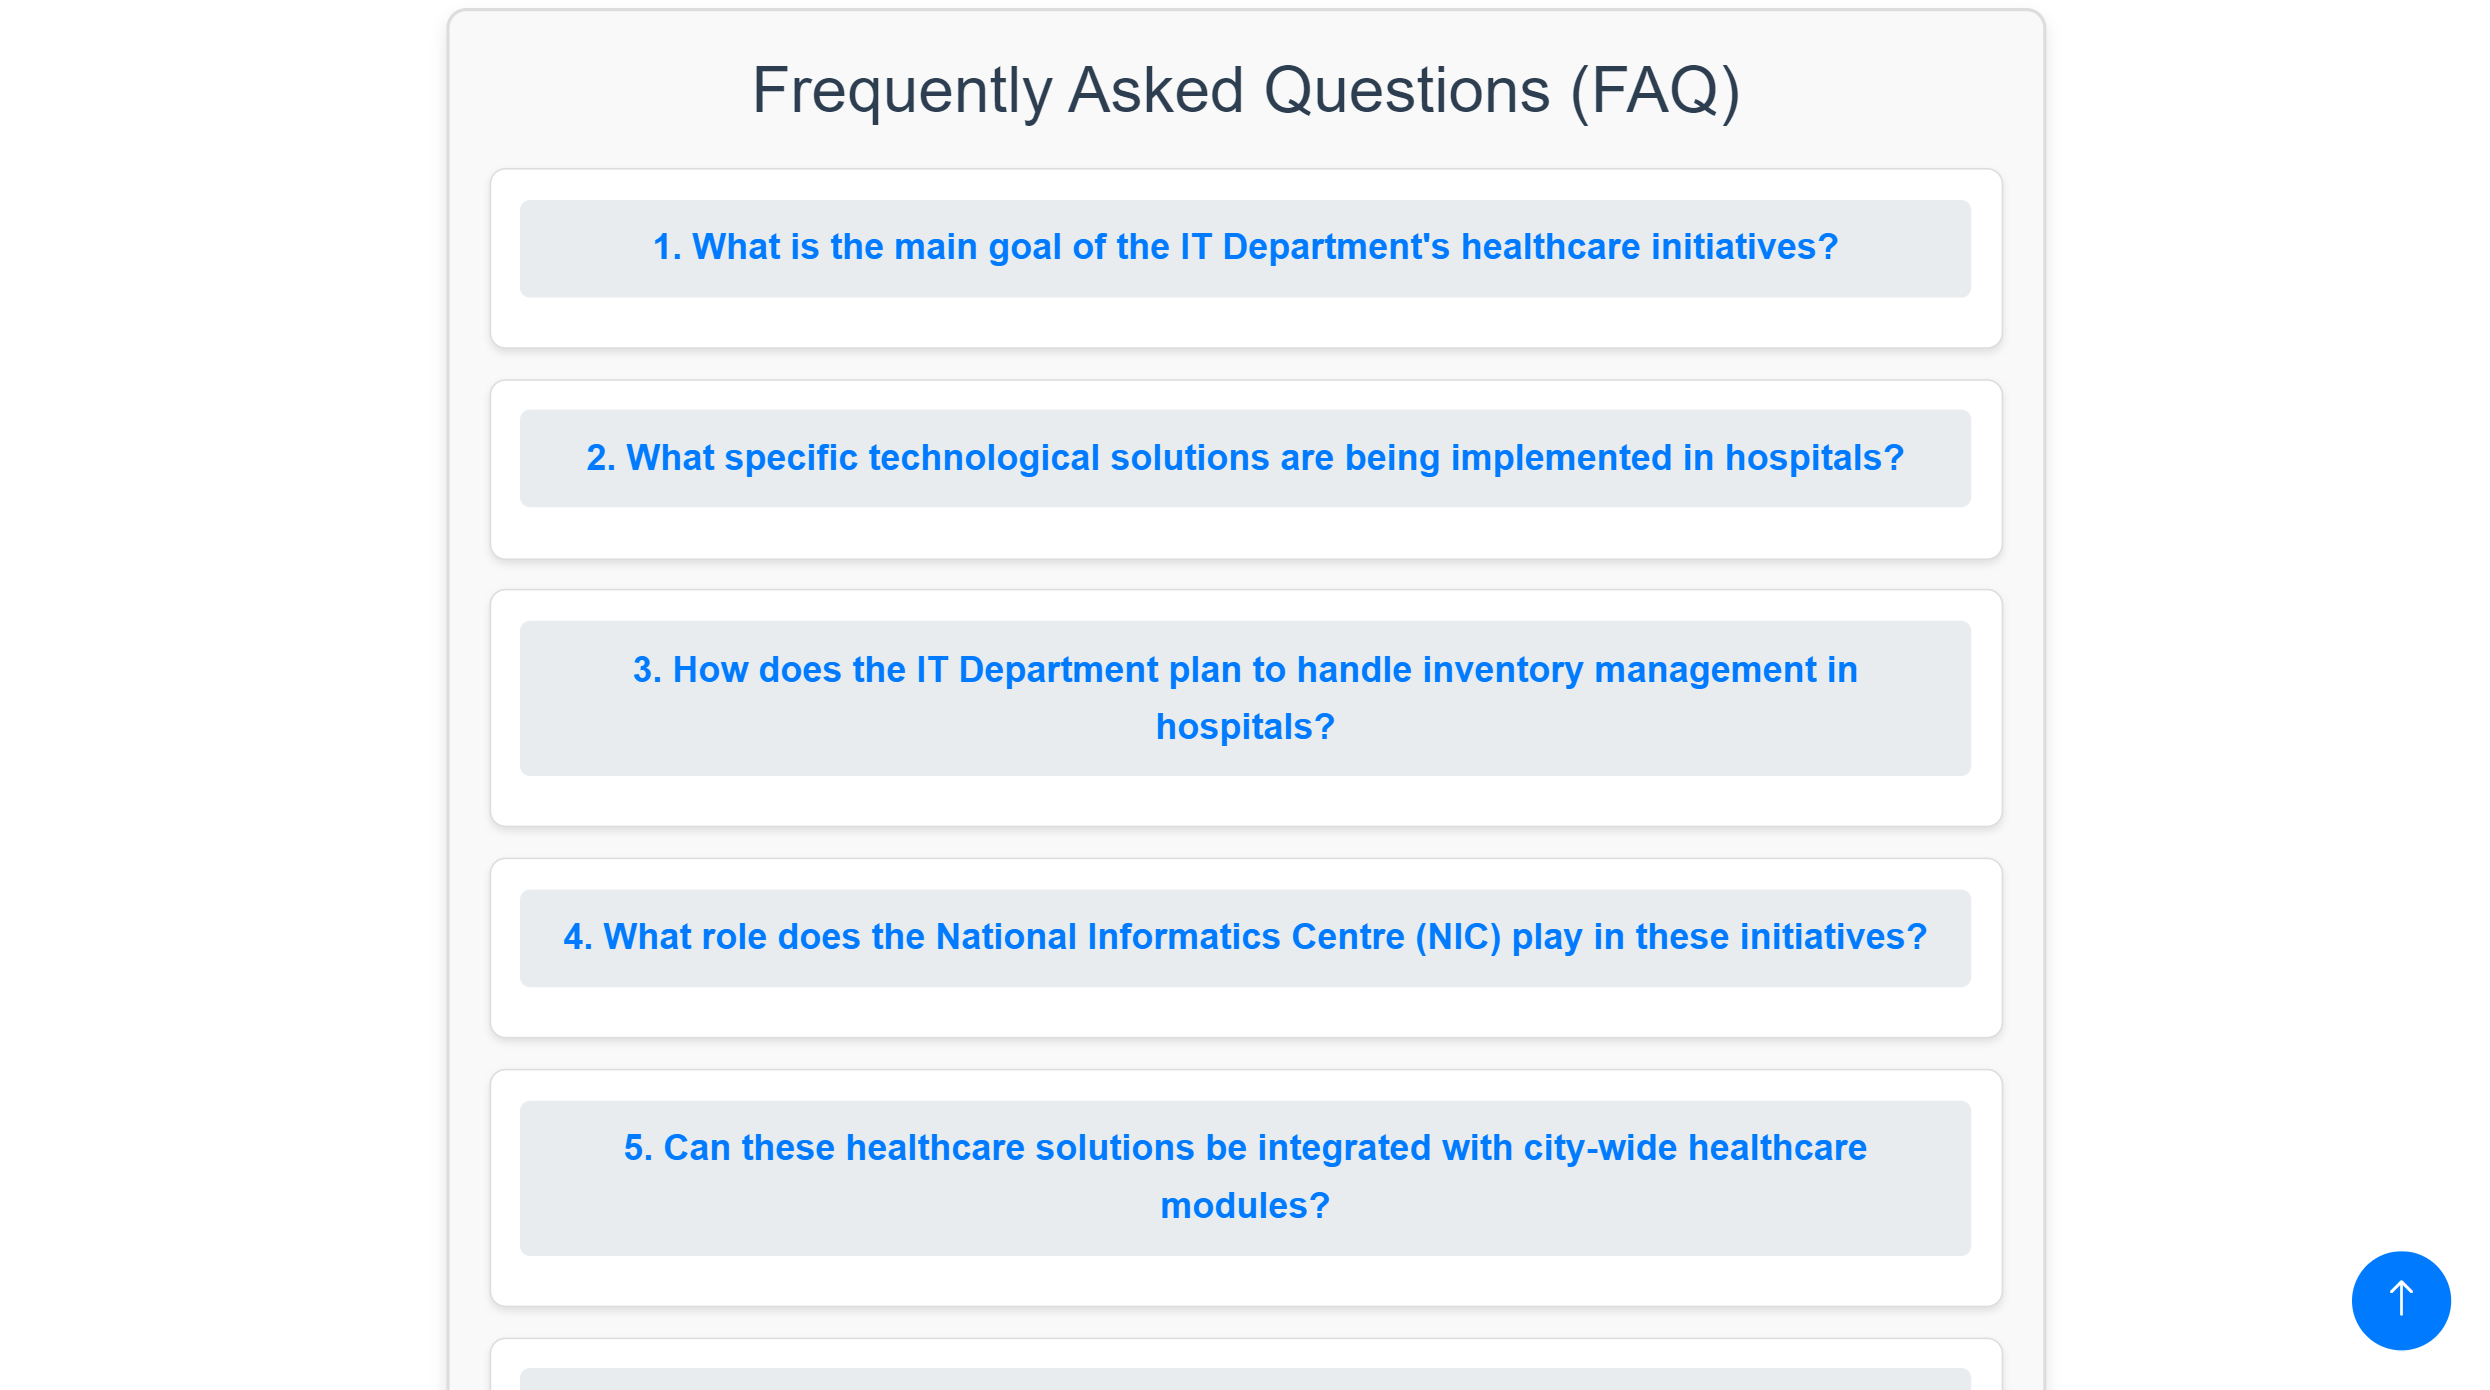 Frequently Asked Questions (FAQ)
1. What is the main goal of the IT Department's healthcare initiatives?
2. What specific technological solutions are being implemented in hospitals?
3. How does the IT Department plan to handle inventory management in
hospitals?
4. What role does the National Informatics Centre (NIC) play in these initiatives?
5. Can these healthcare solutions be integrated with city-wide healthcare
modules?